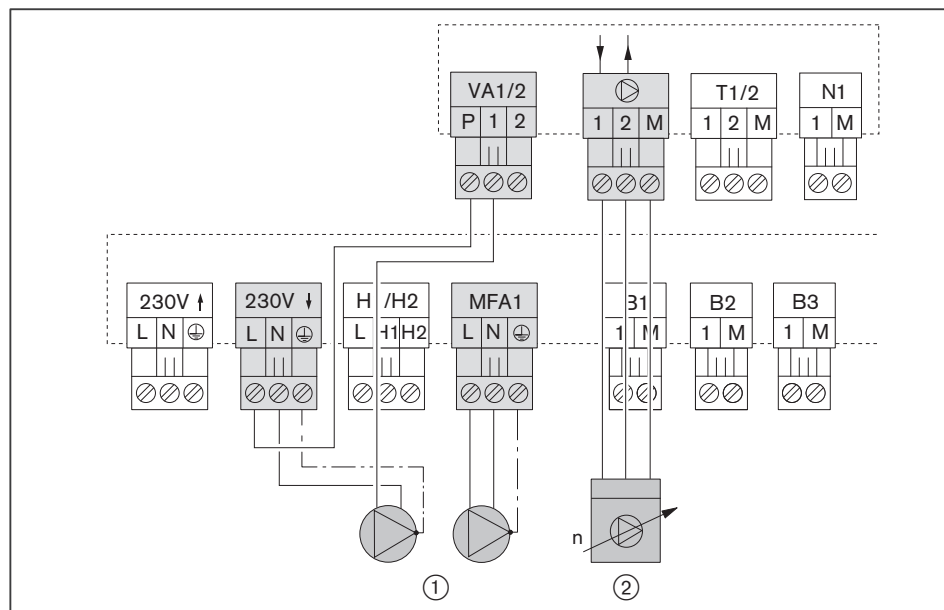 VA1/2
P 1 2
1 2 M
T1/2
1 2 M
N1
1 M
230V
L N
230V
L N
H /H2
L H1 H2
MFA1
L N
B1
1 M
B2
1 M
B3
1 M
n
1
2